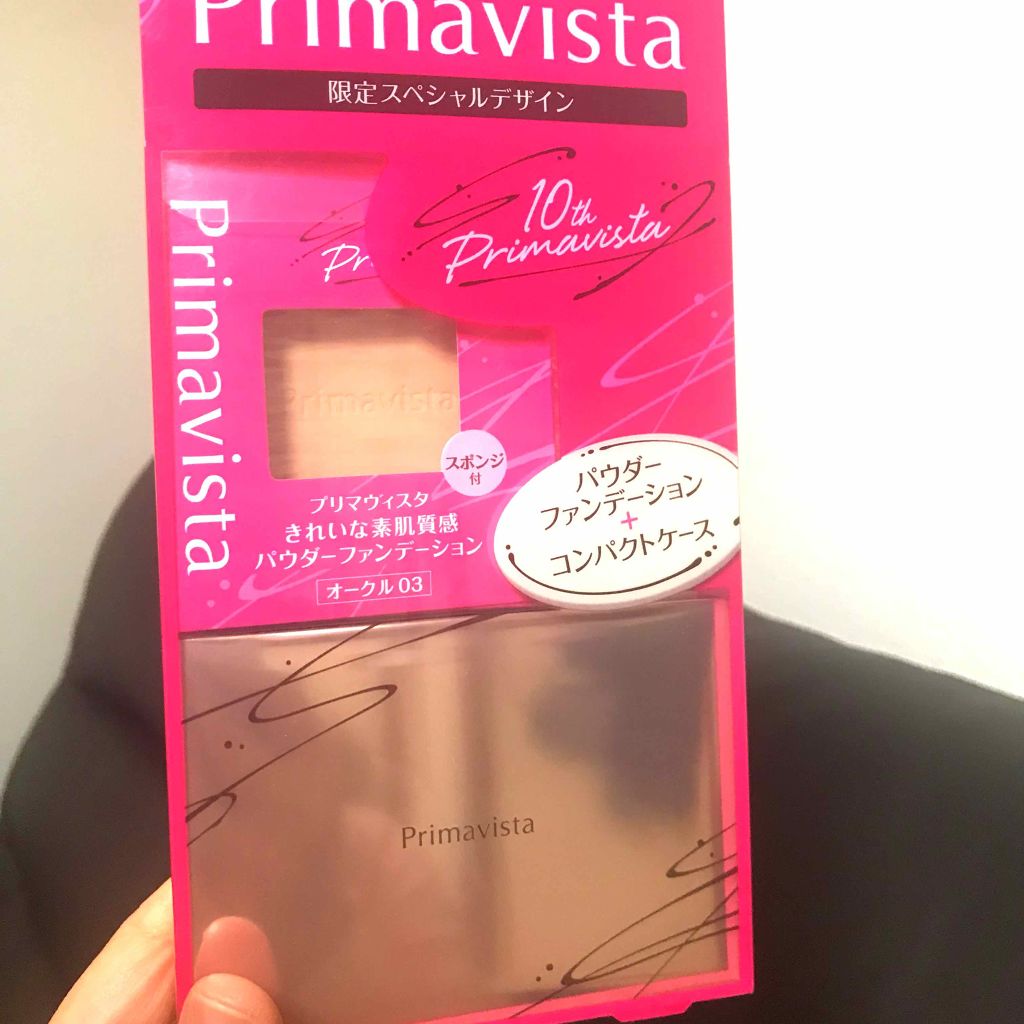 Primavista
限定スペシャルデザイン
10th
Primavista
Primavista
Pr
Primavista
スポンジ
付
パウダー
ファンデーション
+
コンパクトケース
プリマヴィスタ
きれいな素肌質感
パウダーファンデーション
オークル 03
Primavista